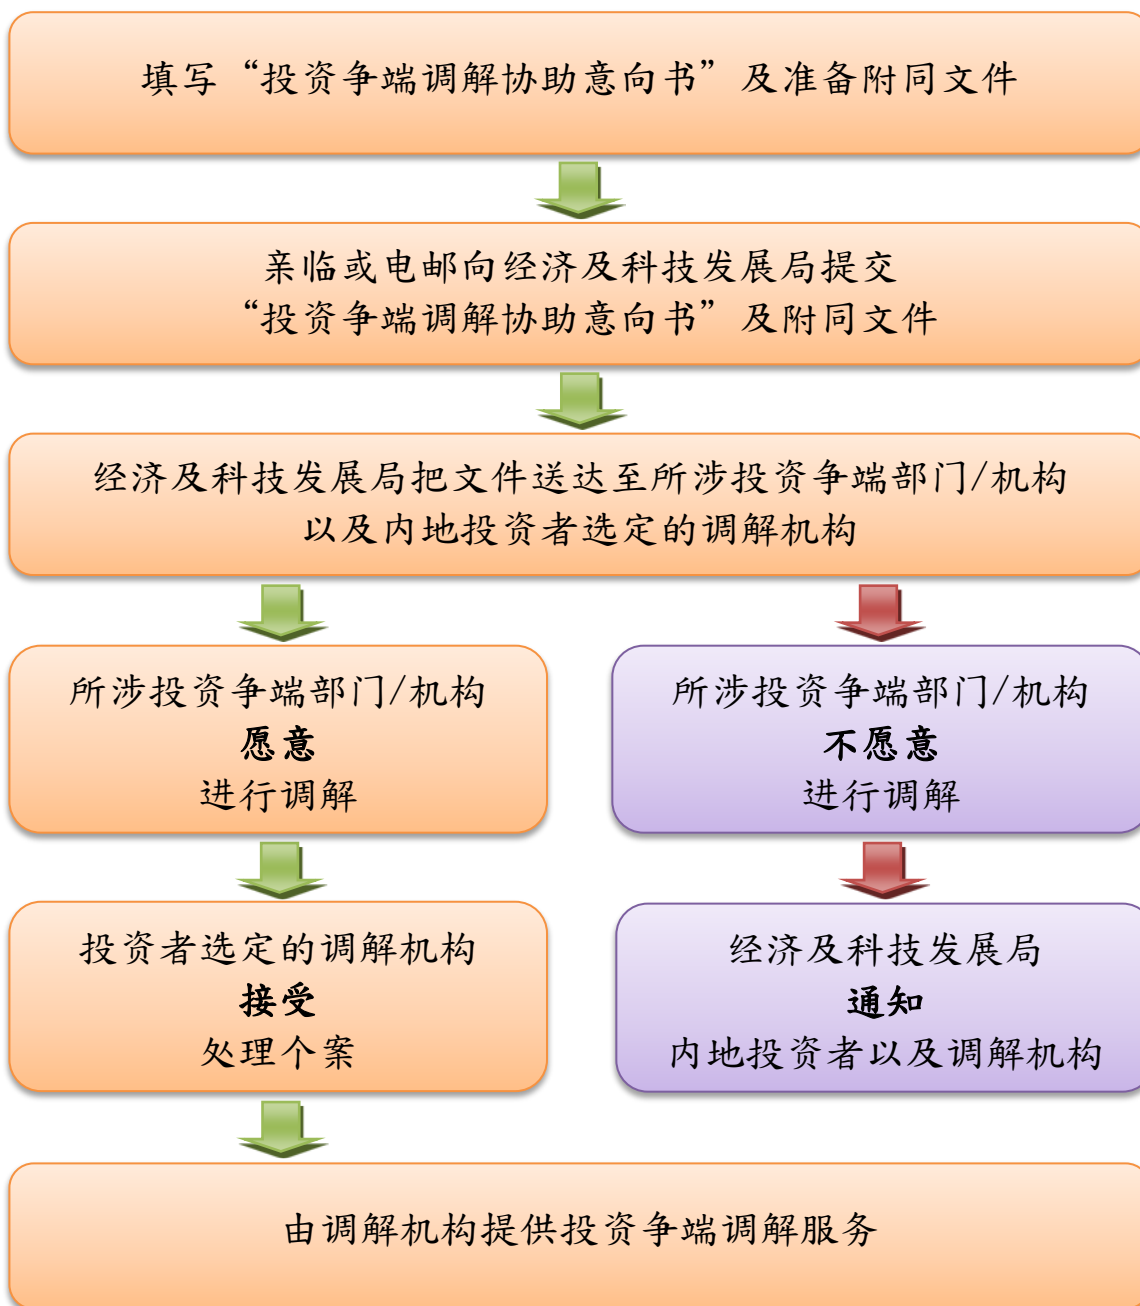 填写“投资争端调解协助意向书”及准备附同文件
亲临或电邮向经济及科技发展局提交
“投资争端调解协助意向书”及附同文件
经济及科技发展局把文件送达至所涉投资争端部门/机构
以及内地投资者选定的调解机构
所涉投资争端部门/机构
愿意
进行调解
所涉投资争端部门/机构
不愿意
进行调解
投资者选定的调解机构
接受
处理个案
经济及科技发展局
通知
内地投资者以及调解机构
由调解机构提供投资争端调解服务